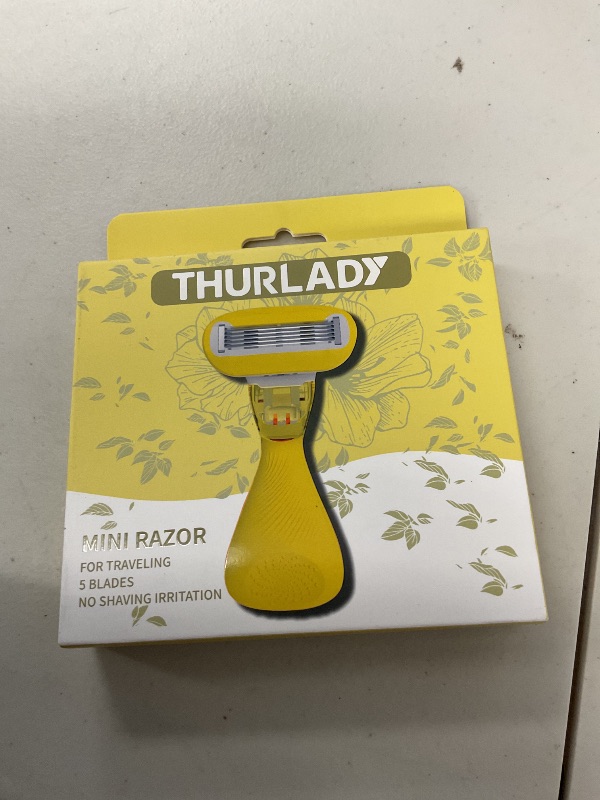 THURLADY
MINI RAZOR
FOR TRAVELING
5 BLADES
NO SHAVING IRRITATION